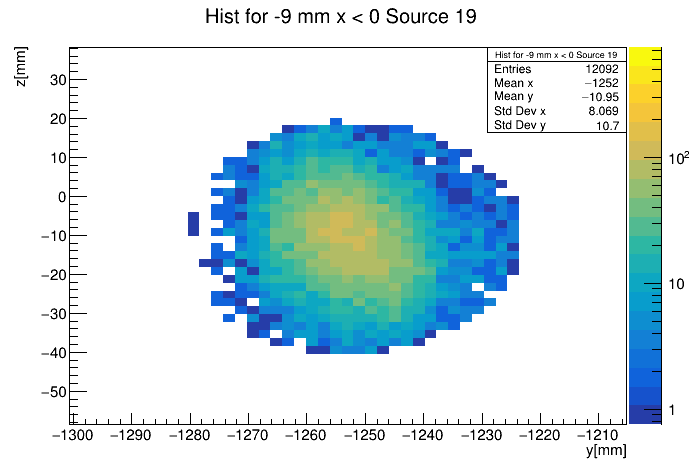 Hist for -9 mm x < 0 Source 19
z[mm]
Hist for -9 mm x < 0 Source 19
Entries 12092
Mean x −1252
Mean y −10.95
Std Dev x 8.069
Std Dev y 10.7
30
20
10
0
−10
−20
−30
−40
−50
10²
10
1
−1300 −1290 −1280 −1270 −1260 −1250 −1240 −1230 −1220 −1210
y[mm]